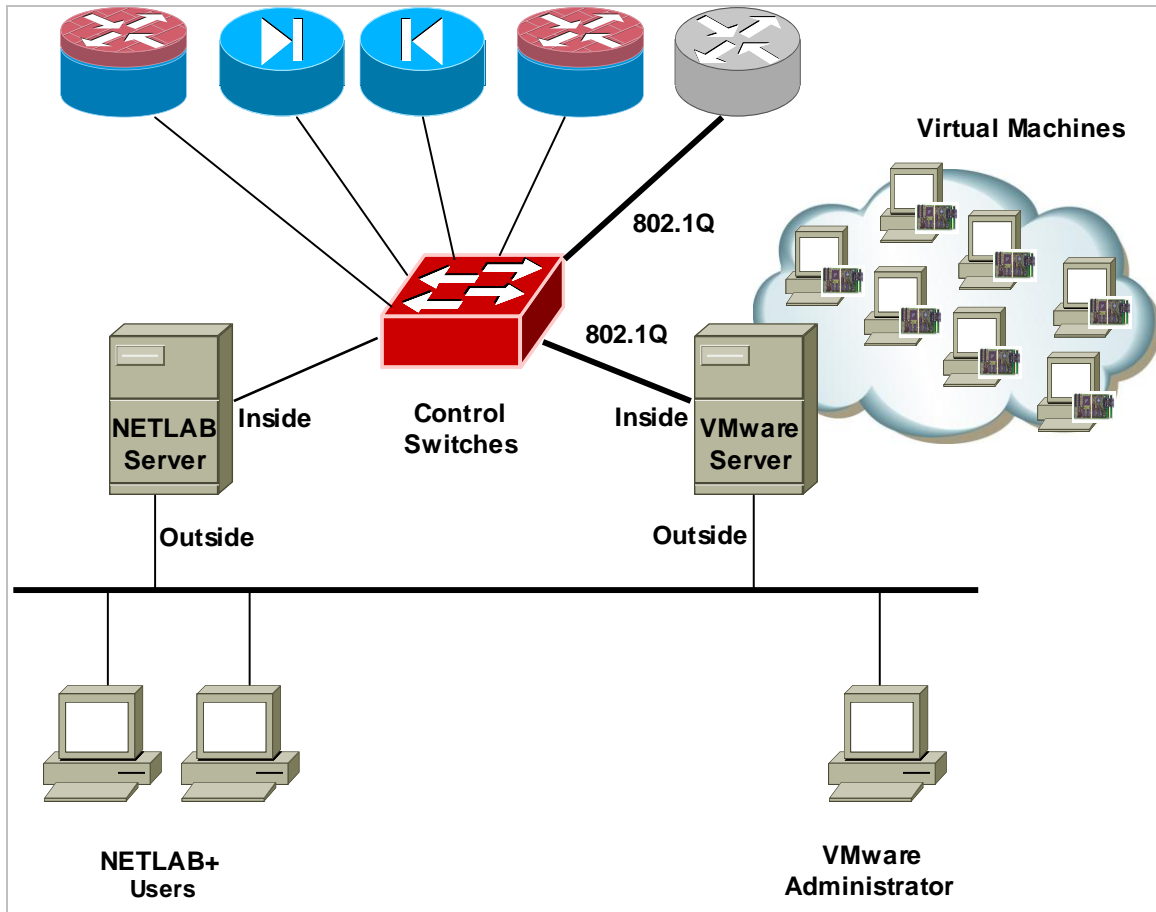 Virtual Machines
802.1Q
802.1Q
Inside
Control
Switches
Inside
NETLAB
Server
VMware
Server
Outside
Outside
NETLAB+
Users
VMware
Administrator